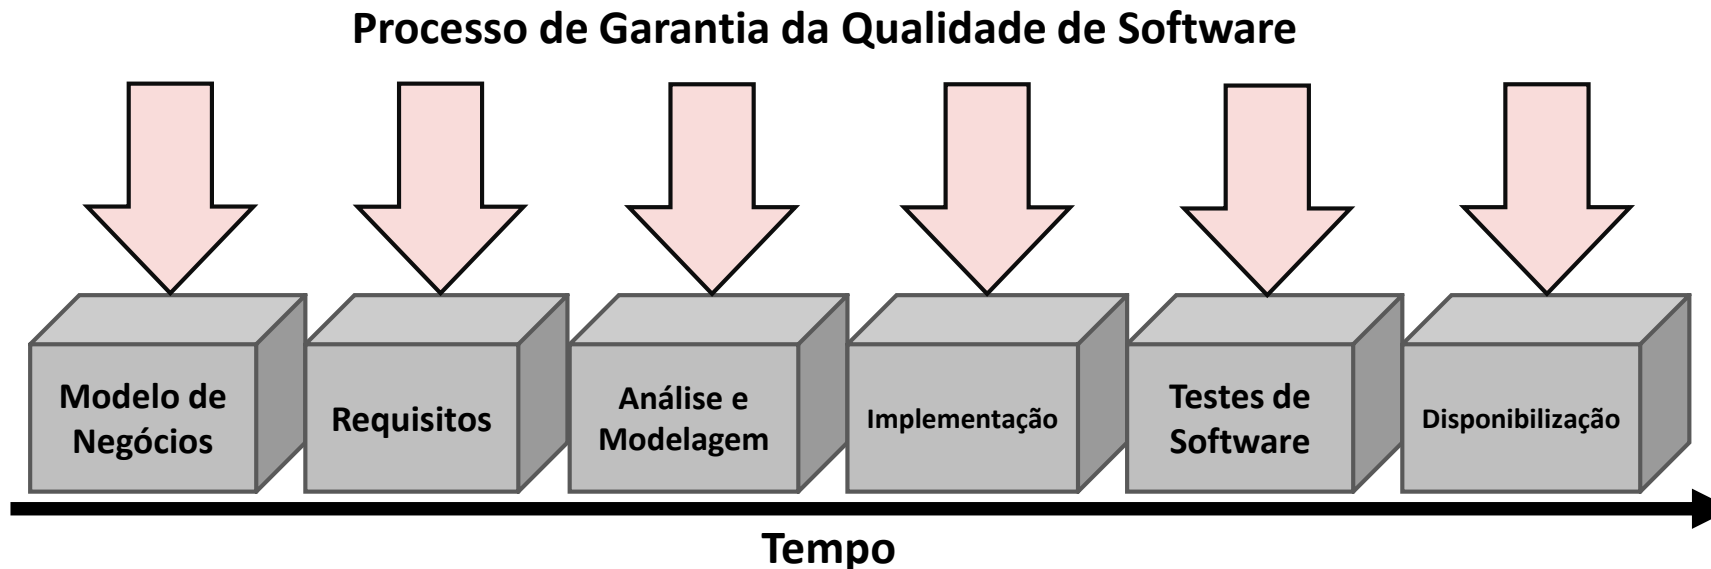 Processo de Garantia da Qualidade de Software
Modelo de
Negócios
Requisitos
Análise e
Modelagem
Implementação
Testes de
Software
Disponibilização
Tempo